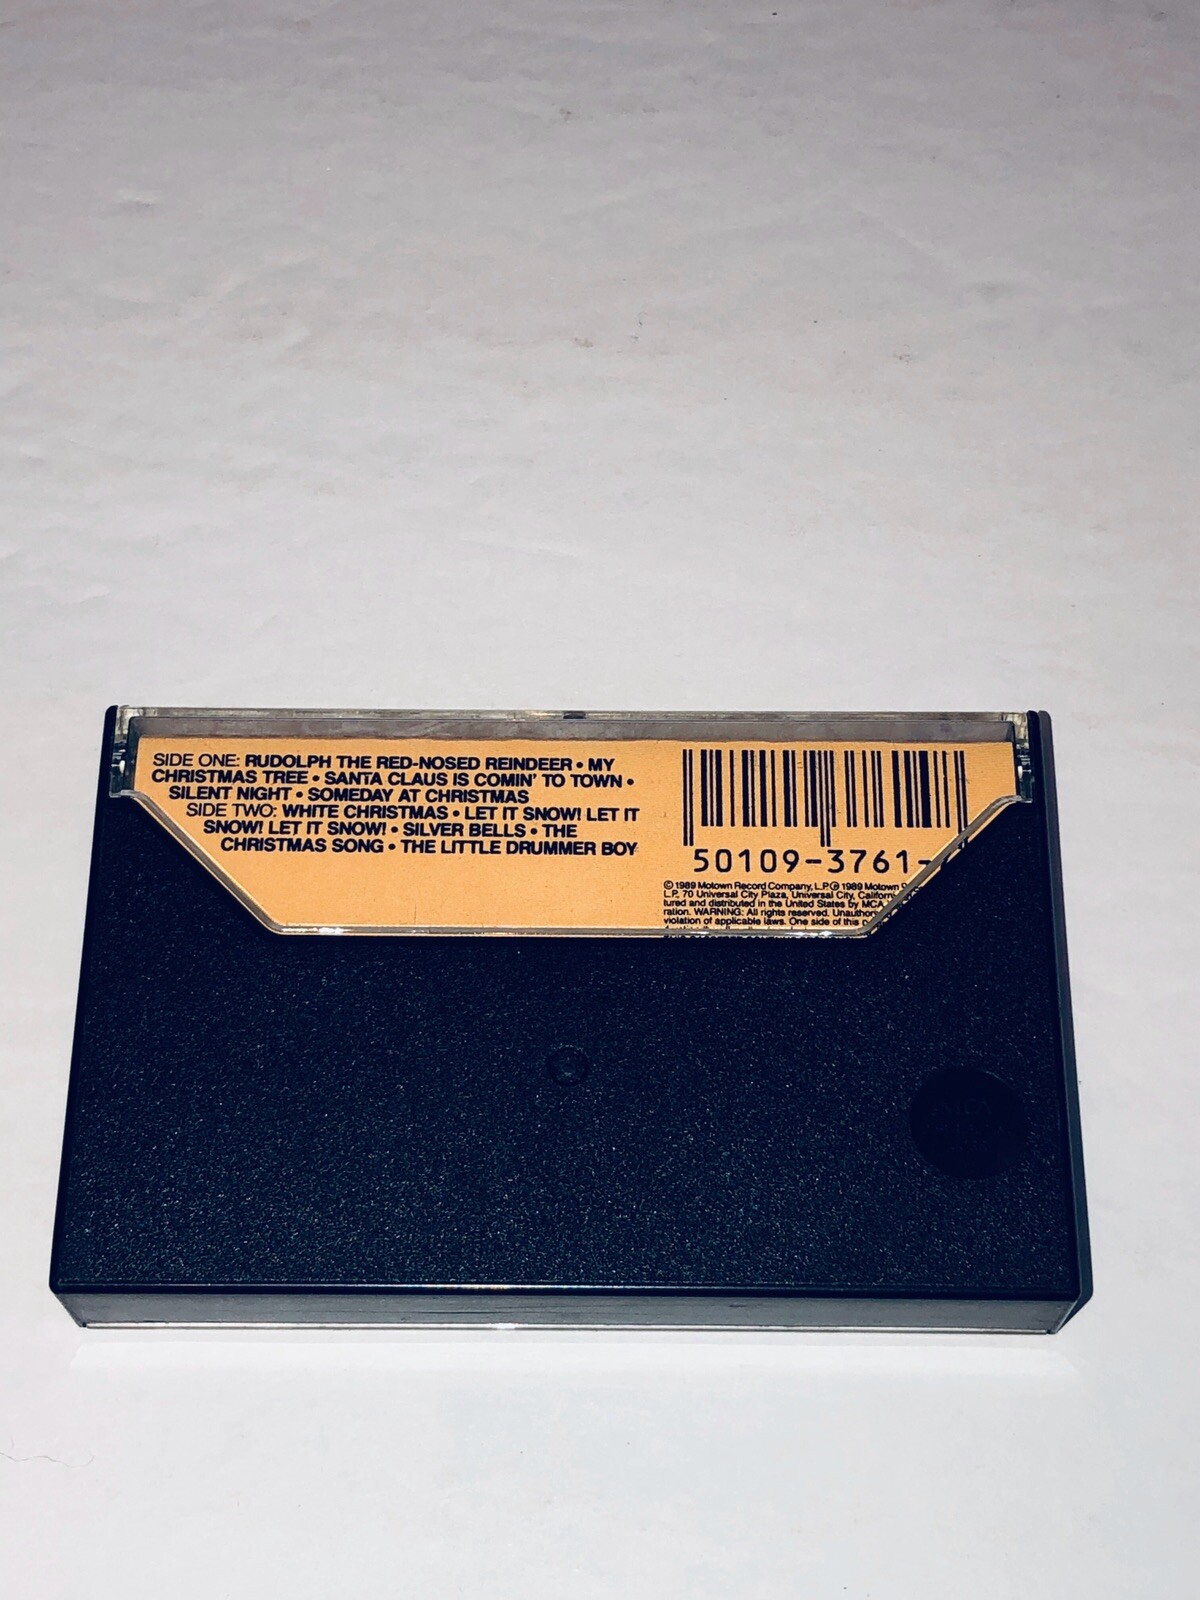 SIDE ONE: RUDOLPH THE RED-NOSED REINDEER • MY
CHRISTMAS TREE • SANTA CLAUS IS COMIN' TO TOWN •
SILENT NIGHT • SOMEDAY AT CHRISTMAS
SIDE TWO: WHITE CHRISTMAS • LET IT SNOW! LET IT
SNOW! LET IT SNOW! • SILVER BELLS • THE
CHRISTMAS SONG • THE LITTLE DRUMMER BOY
50109-3761-
© 1989 Motown Record Company, L.P. ℗ 1989 Motown
L.P., 70 Universal City Plaza, Universal City,
tured and distributed in the United States by MCA
ration. WARNING: All rights reserved.
violation of applicable laws. One side of this